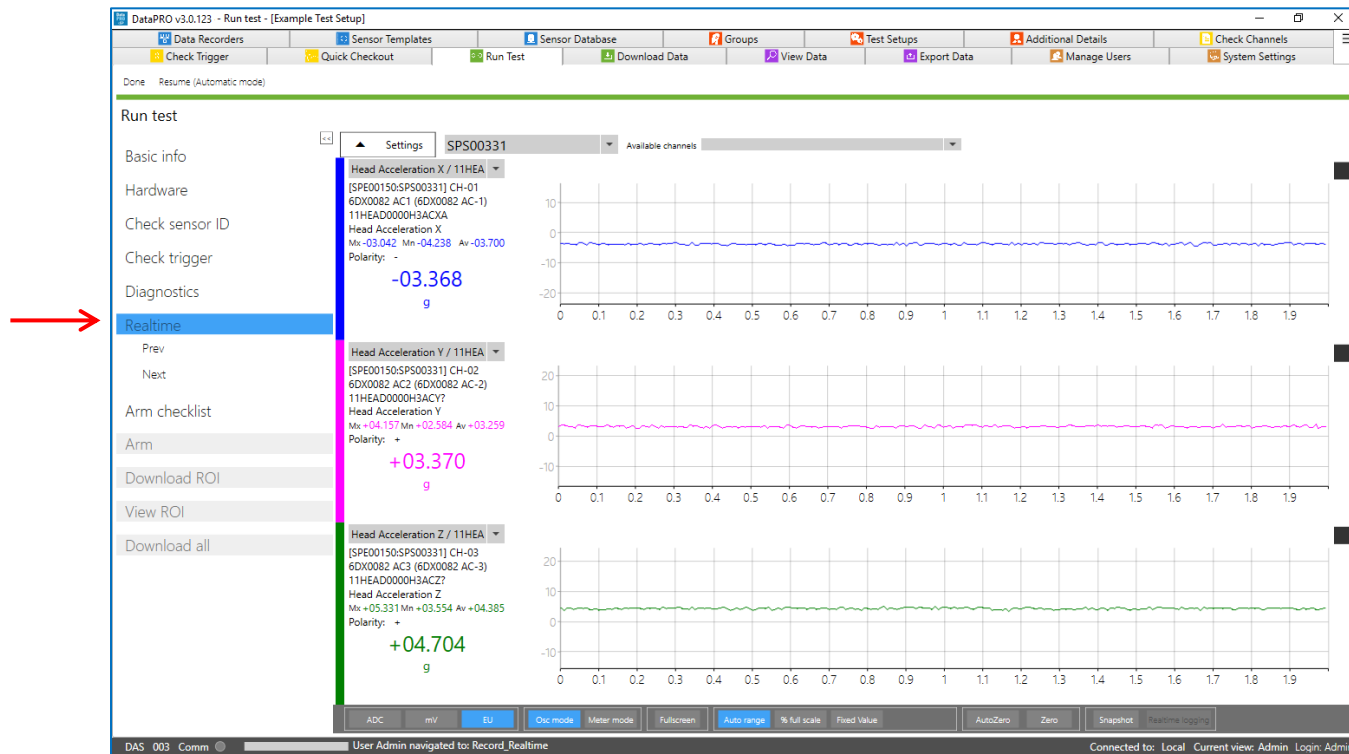 DataPRO v3.0.123 - Run test - [Example Test Setup]
Data Recorders Sensor Templates Sensor Database Groups Test Setups Additional Details Check Channels
Check Trigger Quick Checkout Run Test Download Data View Data Export Data Manage Users System Settings
Done Resume (Automatic mode)
Run test
<<
Basic info
Hardware
Check sensor ID
Check trigger
Diagnostics
Realtime
Prev
Next
Arm checklist
Arm
Download ROI
View ROI
Download all
Settings SPS00331 Available channels
Head Acceleration X / 11HEA
[SPE00150:SPS00331] CH-01
6DX0082 AC1 (6DX0082 AC-1)
11HEAD0000H3ACXA
Head Acceleration X
Mx -03.042 Mn -04.238 Av -03.700
Polarity: -
-03.368
g
10
0
-10
-20
0 0.1 0.2 0.3 0.4 0.5 0.6 0.7 0.8 0.9 1 1.1 1.2 1.3 1.4 1.5 1.6 1.7 1.8 1.9
Head Acceleration Y / 11HEA
[SPE00150:SPS00331] CH-02
6DX0082 AC2 (6DX0082 AC-2)
11HEAD0000H3ACY?
Head Acceleration Y
Mx +04.157 Mn +02.584 Av +03.259
Polarity: +
+03.370
g
20
10
0
-10
0 0.1 0.2 0.3 0.4 0.5 0.6 0.7 0.8 0.9 1 1.1 1.2 1.3 1.4 1.5 1.6 1.7 1.8 1.9
Head Acceleration Z / 11HEA
[SPE00150:SPS00331] CH-03
6DX0082 AC3 (6DX0082 AC-3)
11HEAD0000H3ACZ?
Head Acceleration Z
Mx +05.331 Mn +03.554 Av +04.385
Polarity: +
+04.704
g
20
10
0
-10
0 0.1 0.2 0.3 0.4 0.5 0.6 0.7 0.8 0.9 1 1.1 1.2 1.3 1.4 1.5 1.6 1.7 1.8 1.9
ADC mV EU Osc mode Meter mode Fullscreen Auto range % full scale Fixed Value AutoZero Zero Snapshot Realtime logging
DAS 003 Comm User Admin navigated to: Record_Realtime Connected to: Local Current view: Admin Login: Admi